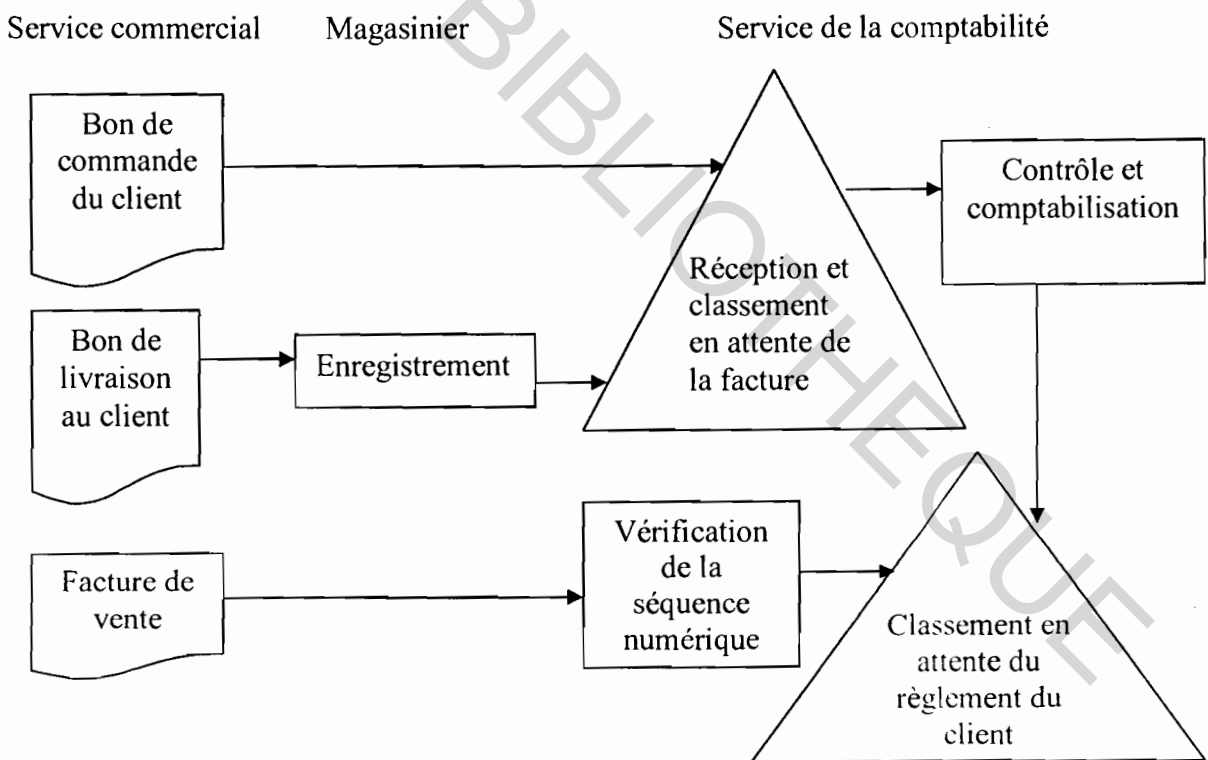 Service commercial
Magasinier
Service de la comptabilité
Bon de
commande
du client
Contrôle et
comptabilisation
Réception et
classement
en attente de
la facture
Bon de
livraison
au client
Enregistrement
Facture de
vente
Vérification
de la
séquence
numérique
Classement en
attente du
règlement du
client
BIBLIOTHEQUE